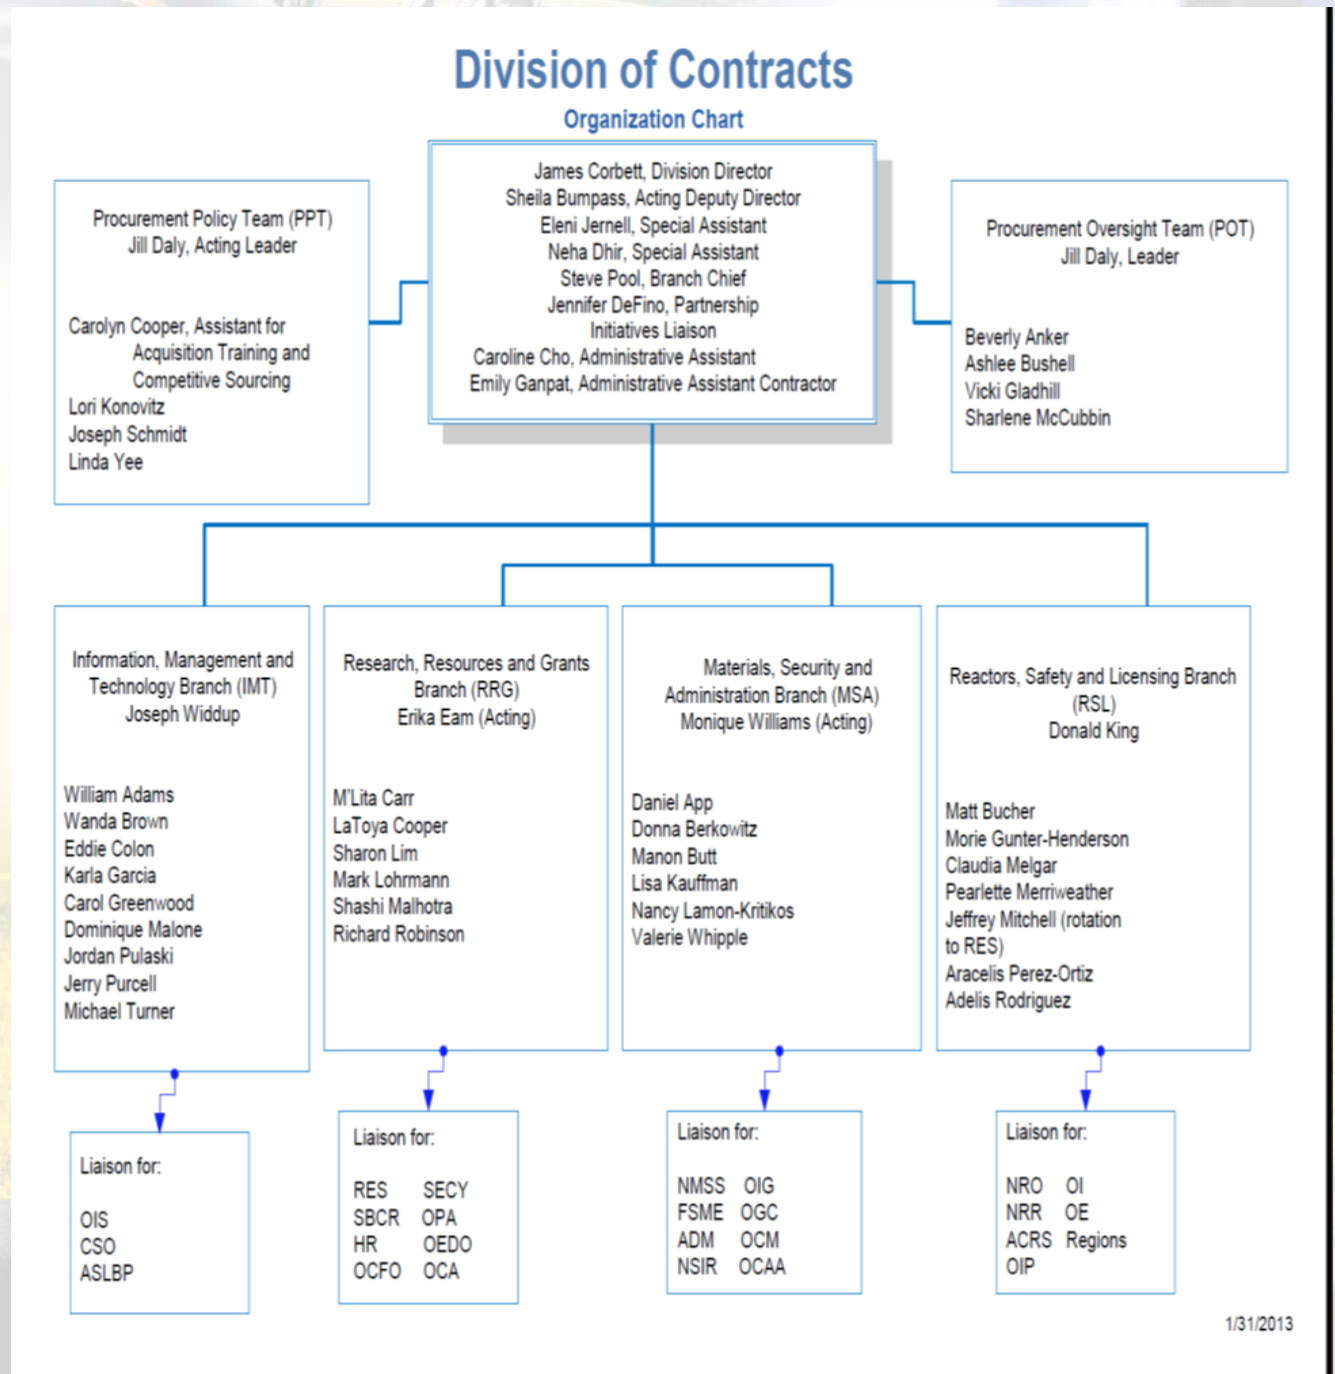 Division of Contracts
Organization Chart
James Corbett, Division Director
Sheila Bumpass, Acting Deputy Director
Eleni Jernell, Special Assistant
Neha Dhir, Special Assistant
Steve Pool, Branch Chief
Jennifer DeFino, Partnership
Initiatives Liaison
Caroline Cho, Administrative Assistant
Emily Ganpat, Administrative Assistant Contractor
Procurement Policy Team (PPT)
Jill Daly, Acting Leader
Carolyn Cooper, Assistant for
Acquisition Training and
Competitive Sourcing
Lori Konovitz
Joseph Schmidt
Linda Yee
Procurement Oversight Team (POT)
Jill Daly, Leader
Beverly Anker
Ashlee Bushell
Vicki Gladhill
Sharlene McCubbin
Information, Management and
Technology Branch (IMT)
Joseph Widdup
William Adams
Wanda Brown
Eddie Colon
Karla Garcia
Carol Greenwood
Dominique Malone
Jordan Pulaski
Jerry Purcell
Michael Turner
Research, Resources and Grants
Branch (RRG)
Erika Eam (Acting)
M'Lita Carr
LaToya Cooper
Sharon Lim
Mark Lohrmann
Shashi Malhotra
Richard Robinson
Materials, Security and
Administration Branch (MSA)
Monique Williams (Acting)
Daniel App
Donna Berkowitz
Manon Butt
Lisa Kauffman
Nancy Lamon-Kritikos
Valerie Whipple
Reactors, Safety and Licensing Branch
(RSL)
Donald King
Matt Bucher
Morie Gunter-Henderson
Claudia Melgar
Pearlette Merriweather
Jeffrey Mitchell (rotation
to RES)
Aracelis Perez-Ortiz
Adelis Rodriguez
Liaison for:
OIS
CSO
ASLBP
Liaison for:
RES SECY
SBCR OPA
HR OEDO
OCFO OCA
Liaison for:
NMSS OIG
FSME OGC
ADM OCM
NSIR OCAA
Liaison for:
NRO OI
NRR OE
ACRS Regions
OIP
1/31/2013